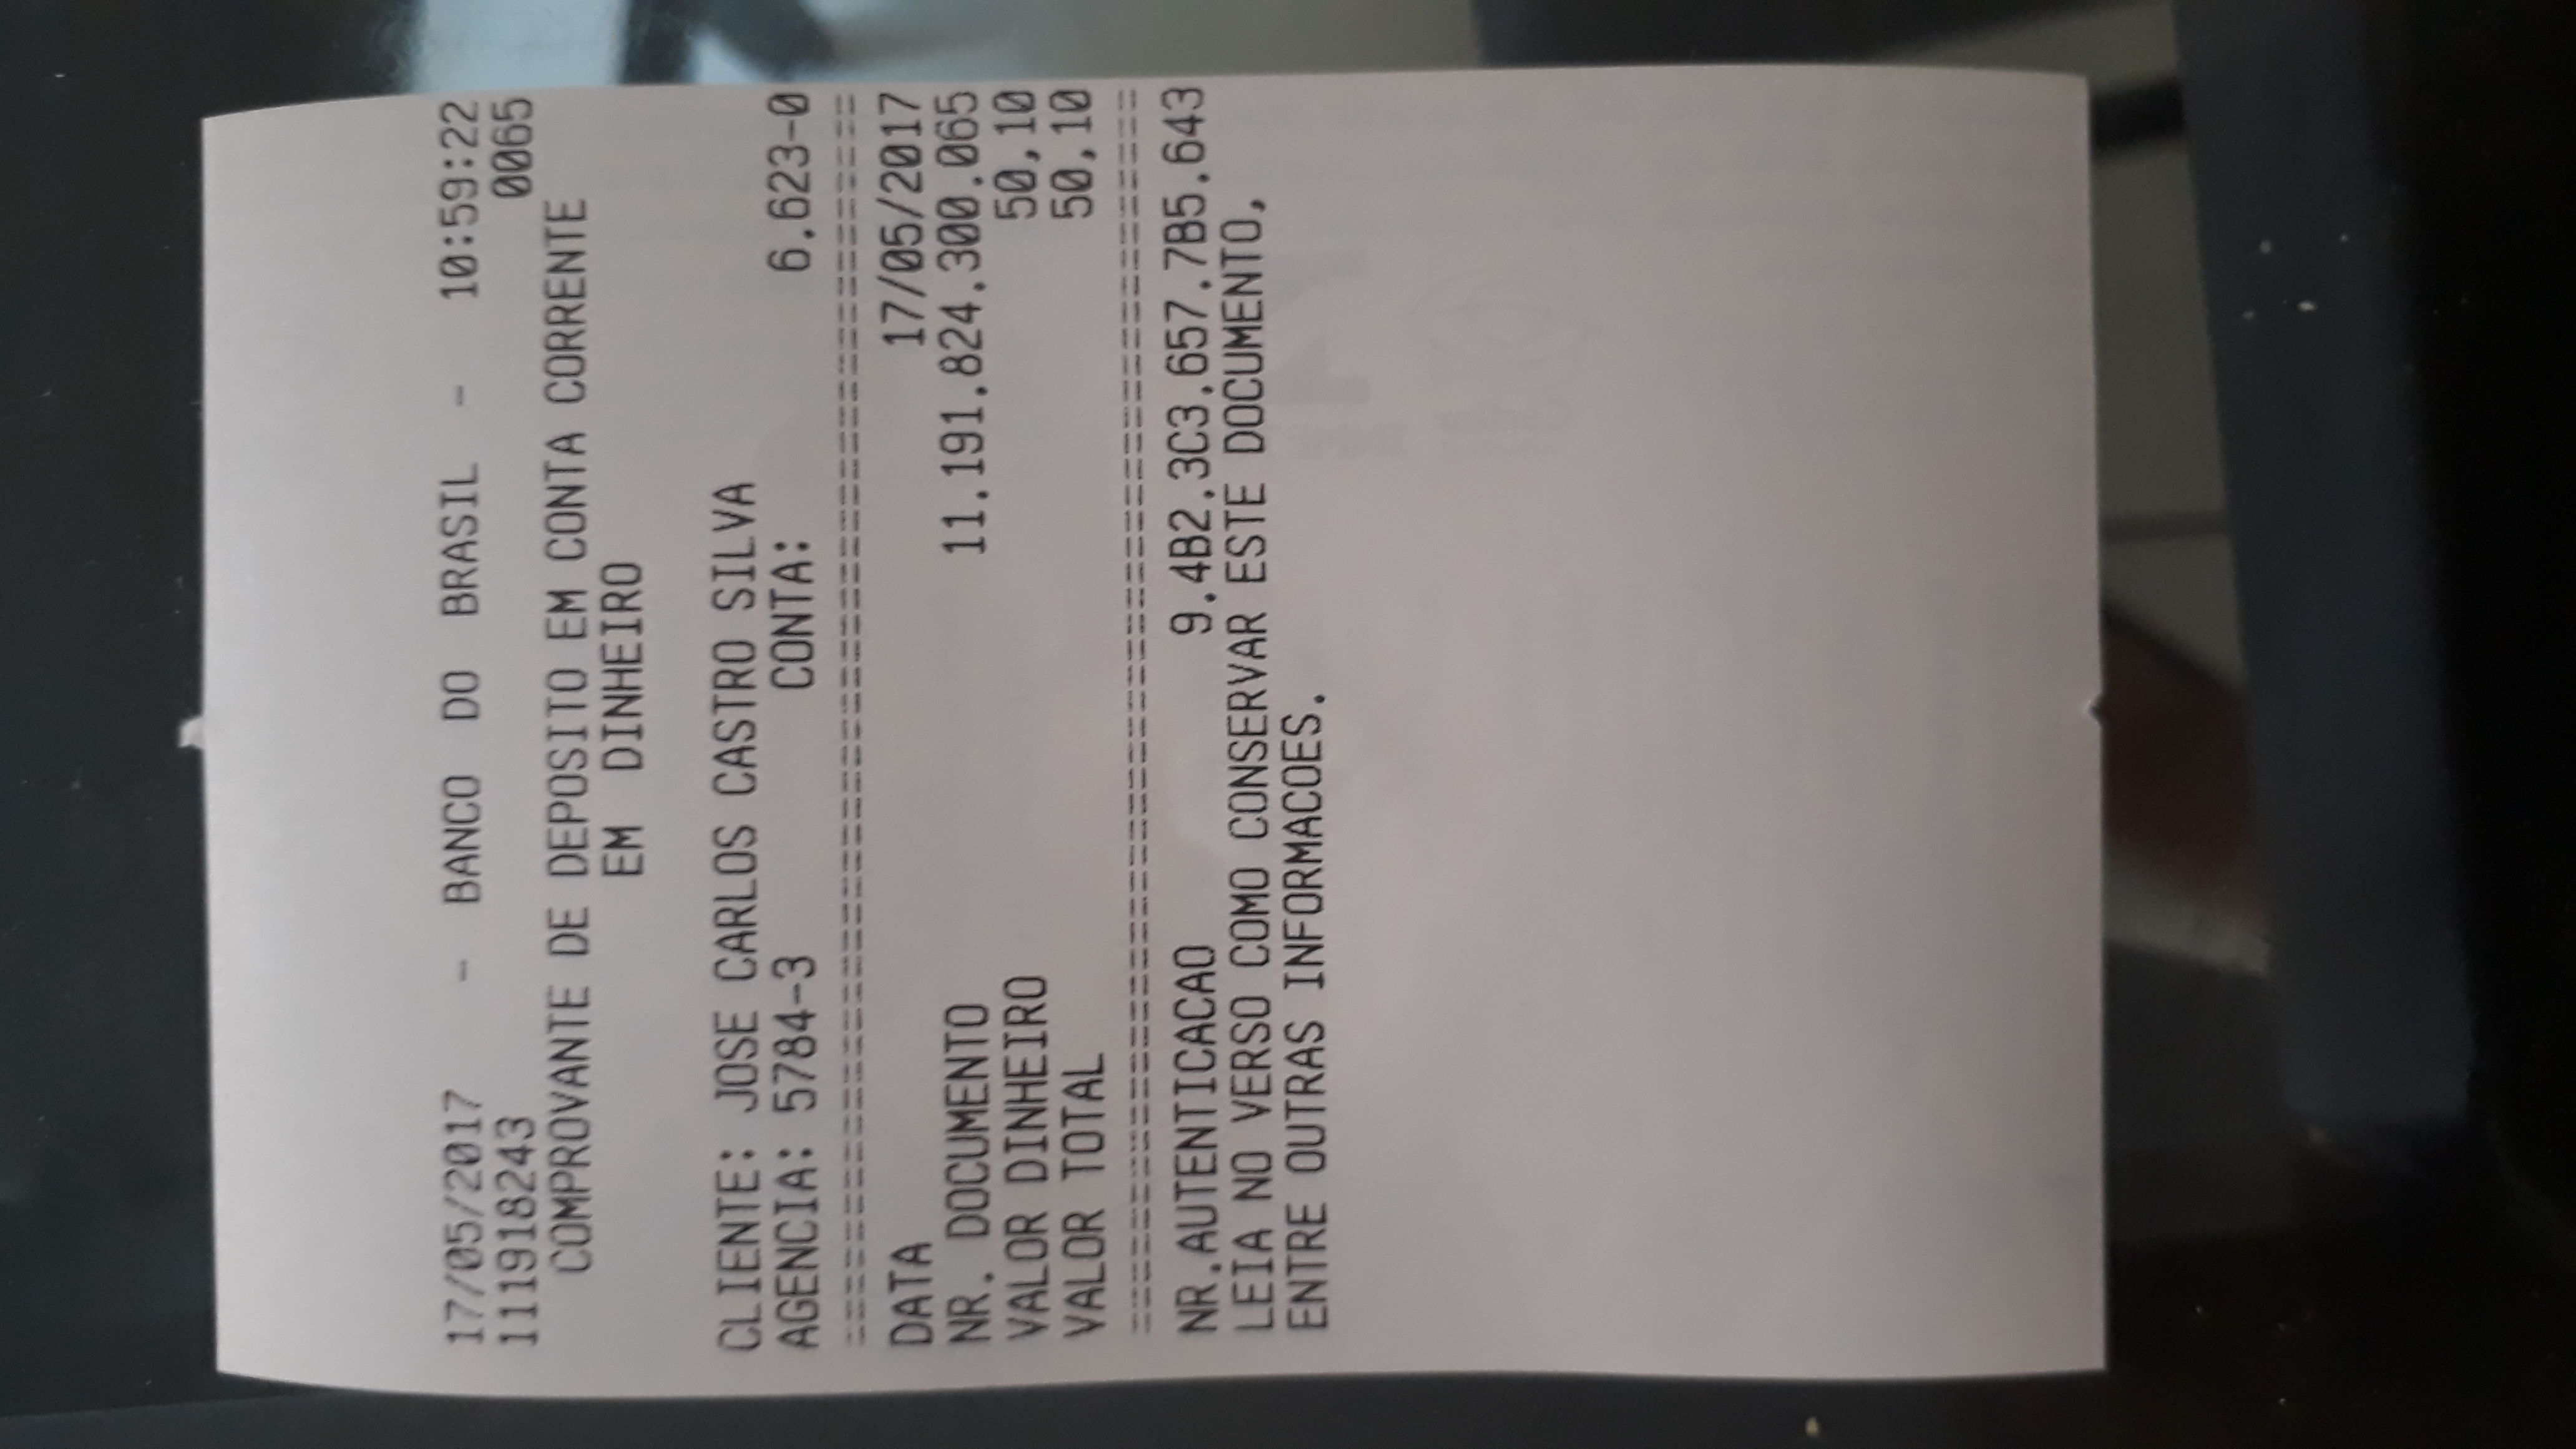 17/05/2017 - BANCO DO BRASIL - 10:59:22
111918243 0065
COMPROVANTE DE DEPOSITO EM CONTA CORRENTE
EM DINHEIRO
CLIENTE: JOSE CARLOS CASTRO SILVA
AGENCIA: 5784-3 CONTA: 6.623-0
================================================
DATA 17/05/2017
NR. DOCUMENTO 11.191.824.300.065
VALOR DINHEIRO 50,10
VALOR TOTAL 50,10
================================================
NR.AUTENTICACAO 9.4B2.3C3.657.7B5.643
LEIA NO VERSO COMO CONSERVAR ESTE DOCUMENTO,
ENTRE OUTRAS INFORMACOES.